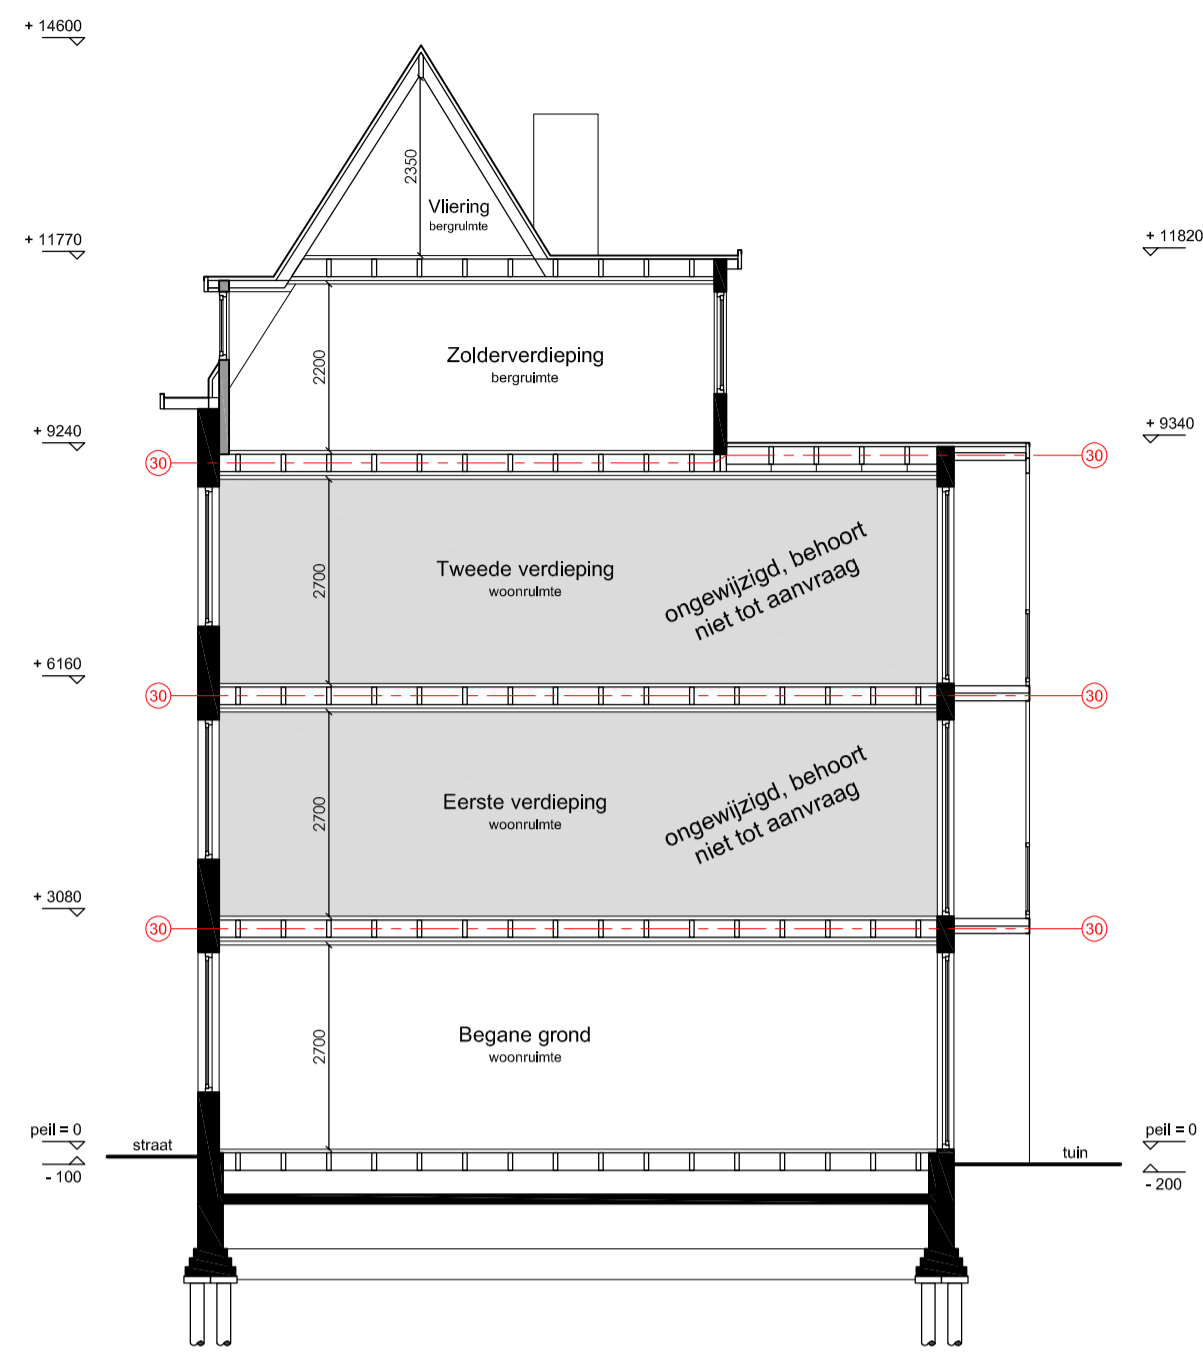 + 14600
2350
Vliering
bergruimte
+ 11770
+ 11820
2200
Zolderverdieping
bergruimte
+ 9240
+ 9340
30
30
2700
Tweede verdieping
woonruimte
ongewijzigd, behoort
niet tot aanvraag
+ 6160
30
30
2700
Eerste verdieping
woonruimte
ongewijzigd, behoort
niet tot aanvraag
+ 3080
30
30
2700
Begane grond
woonruimte
peil = 0
straat
- 100
peil = 0
tuin
- 200